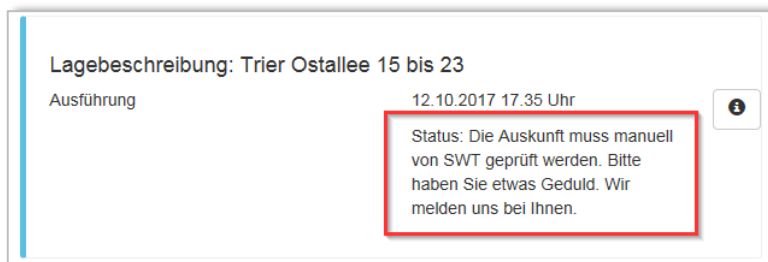 Lagebeschreibung: Trier Ostallee 15 bis 23
Ausführung 12.10.2017 17.35 Uhr
Status: Die Auskunft muss manuell
von SWT geprüft werden. Bitte
haben Sie etwas Geduld. Wir
melden uns bei Ihnen.